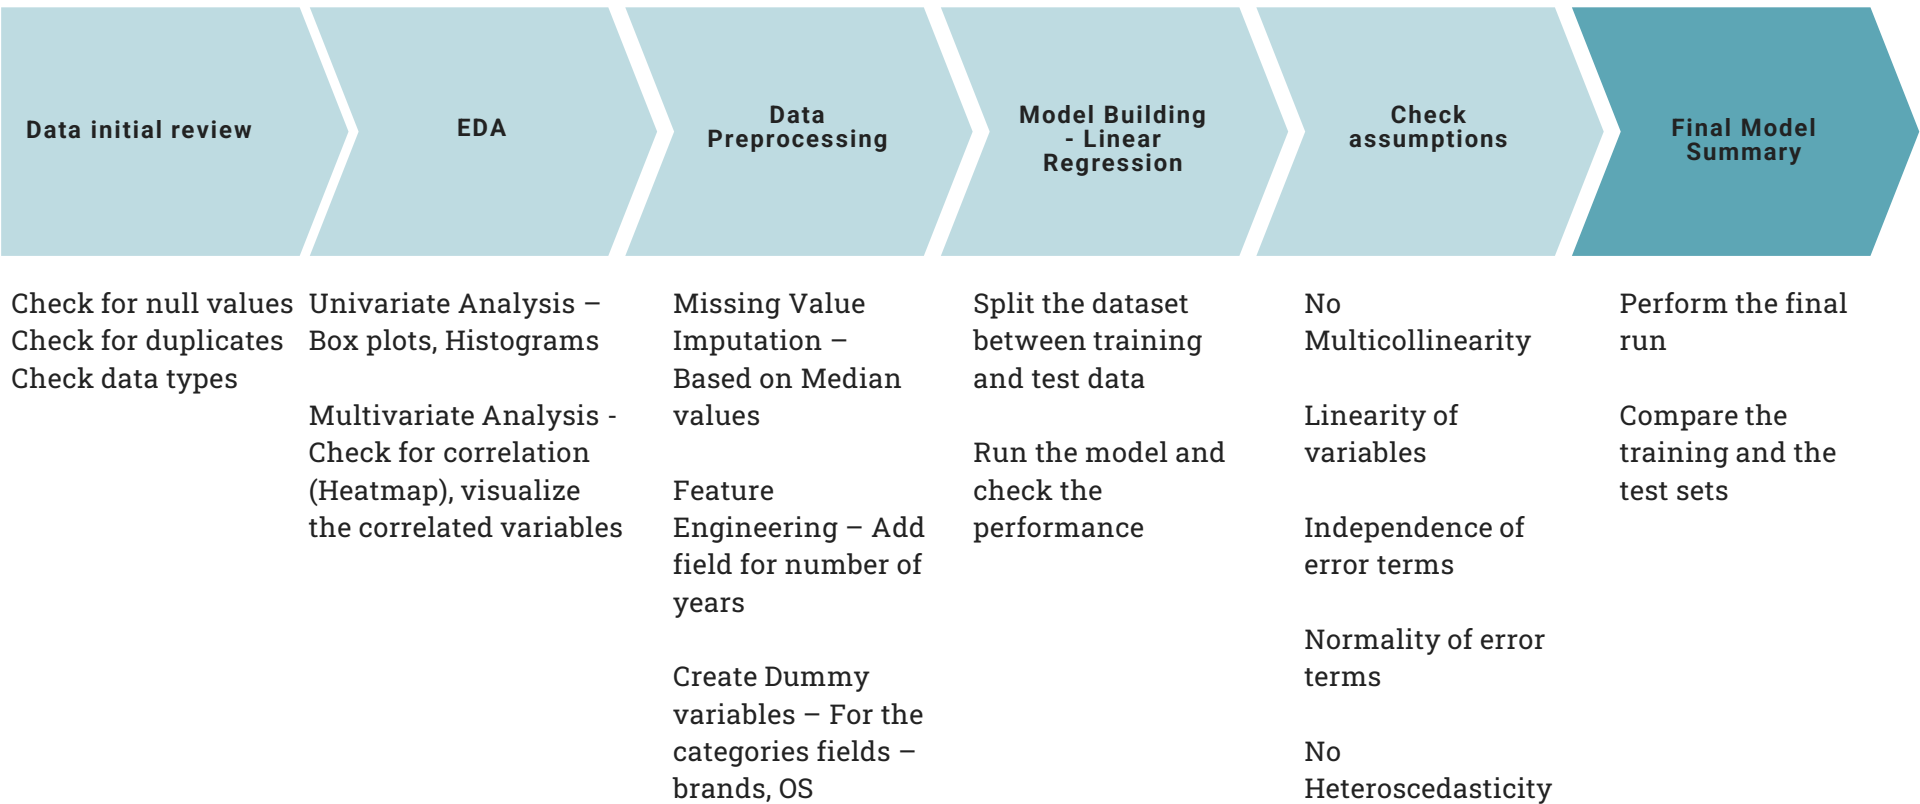 Data initial review
EDA
Data
Preprocessing
Model Building
- Linear
Regression
Check
assumptions
Final Model
Summary
Check for null values
Check for duplicates
Check data types
Univariate Analysis –
Box plots, Histograms
Multivariate Analysis -
Check for correlation
(Heatmap), visualize
the correlated variables
Missing Value
Imputation –
Based on Median
values
Feature
Engineering – Add
field for number of
years
Create Dummy
variables – For the
categories fields –
brands, OS
Split the dataset
between training
and test data
Run the model and
check the
performance
No
Multicollinearity
Linearity of
variables
Independence of
error terms
Normality of error
terms
No
Heteroscedasticity
Perform the final
run
Compare the
training and the
test sets